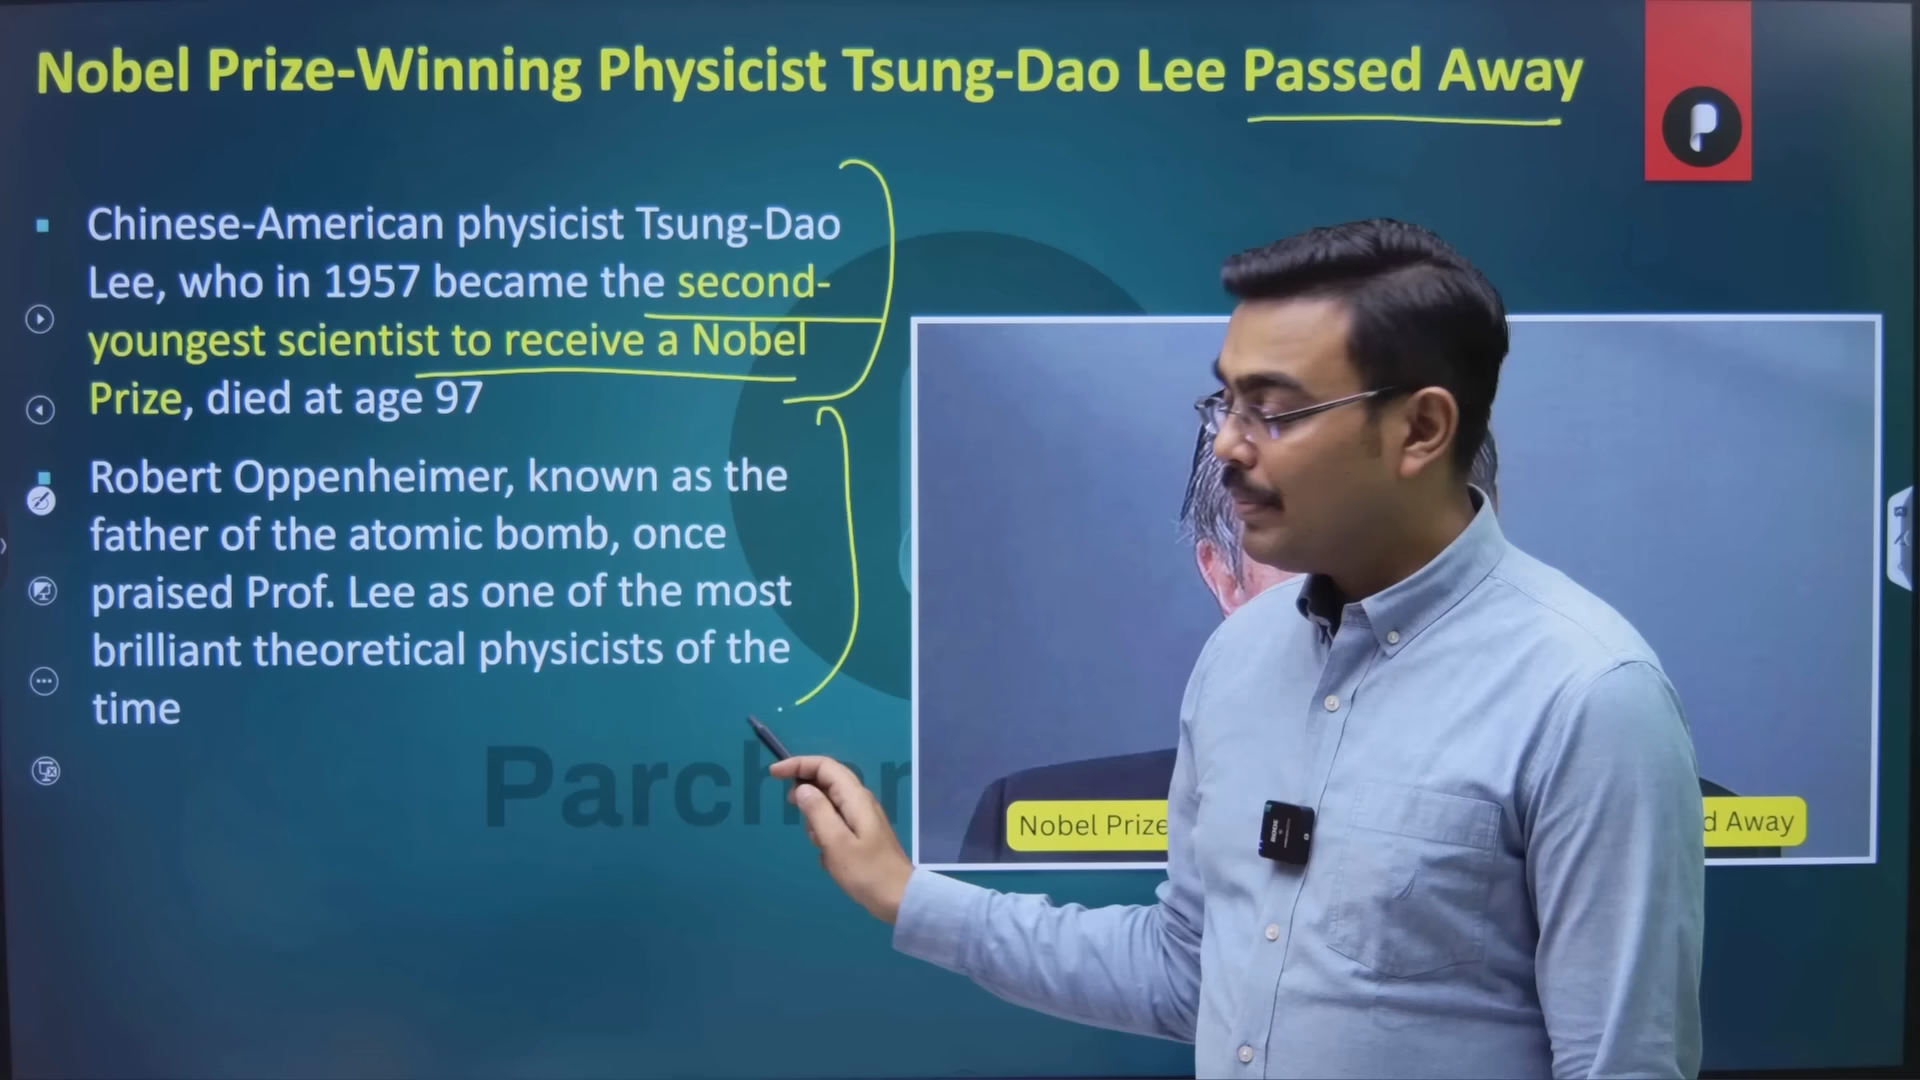 Nobel Prize-Winning Physicist Tsung-Dao Lee Passed Away
Chinese-American physicist Tsung-Dao
Lee, who in 1957 became the second-
youngest scientist to receive a Nobel
Prize, died at age 97
Robert Oppenheimer, known as the
father of the atomic bomb, once
praised Prof. Lee as one of the most
brilliant theoretical physicists of the
time
Nobel Prize
Away
RODE